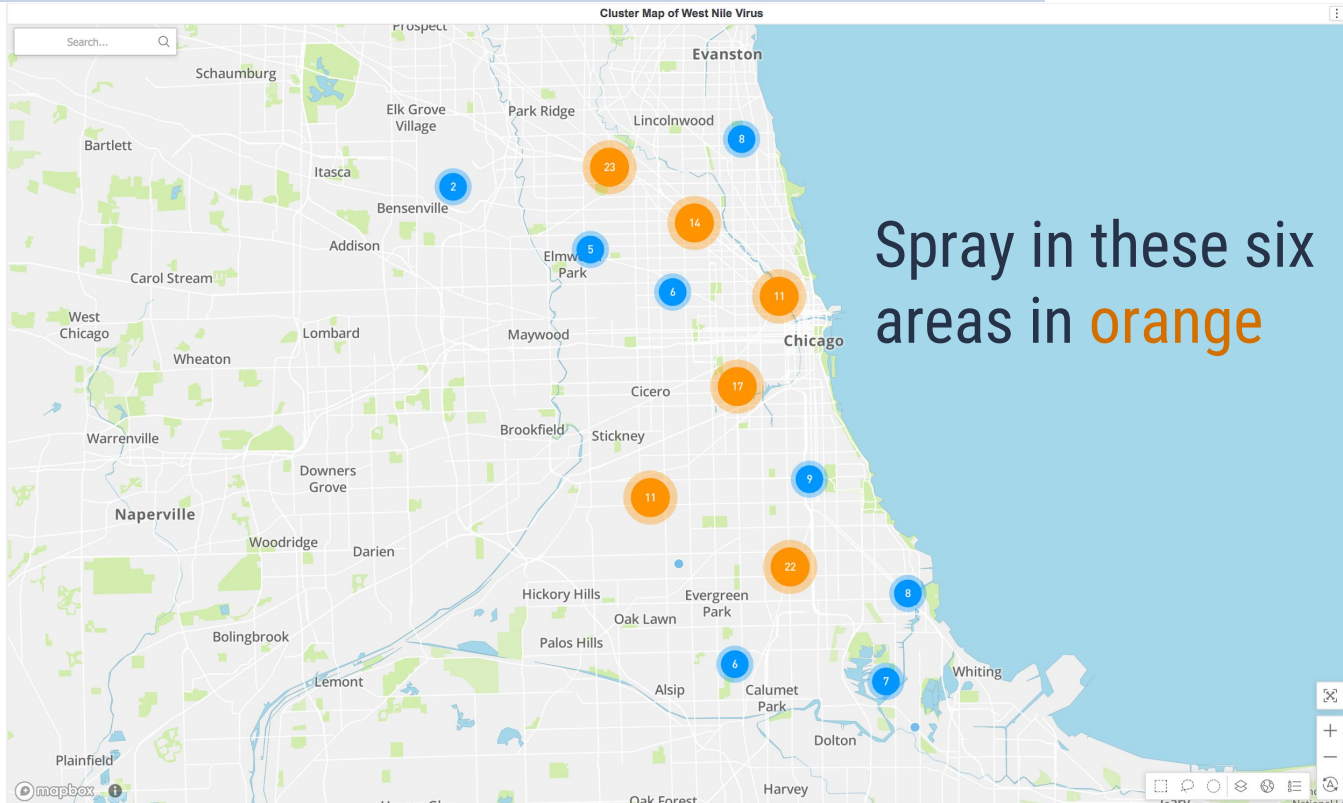 Cluster Map of West Nile Virus
Search...
Prospect
Evanston
Schaumburg
Elk Grove
Village
Park Ridge
Lincolnwood
Bartlett
8
Itasca
23
2
Bensenville
14
Addison
5
Elmw
Park
Carol Stream
6
11
Spray in these six
areas in orange
West
Chicago
Lombard
Maywood
Chicago
Wheaton
17
Cicero
Brookfield
Stickney
Warrenville
Downers
Grove
9
11
Naperville
Woodridge
Darien
22
Hickory Hills
Evergreen
Park
8
Oak Lawn
Bolingbrook
Palos Hills
6
Whiting
Lemont
7
Alsip
Calumet
Park
Dolton
Plainfield
mapbox
Harvey
Oak Forest